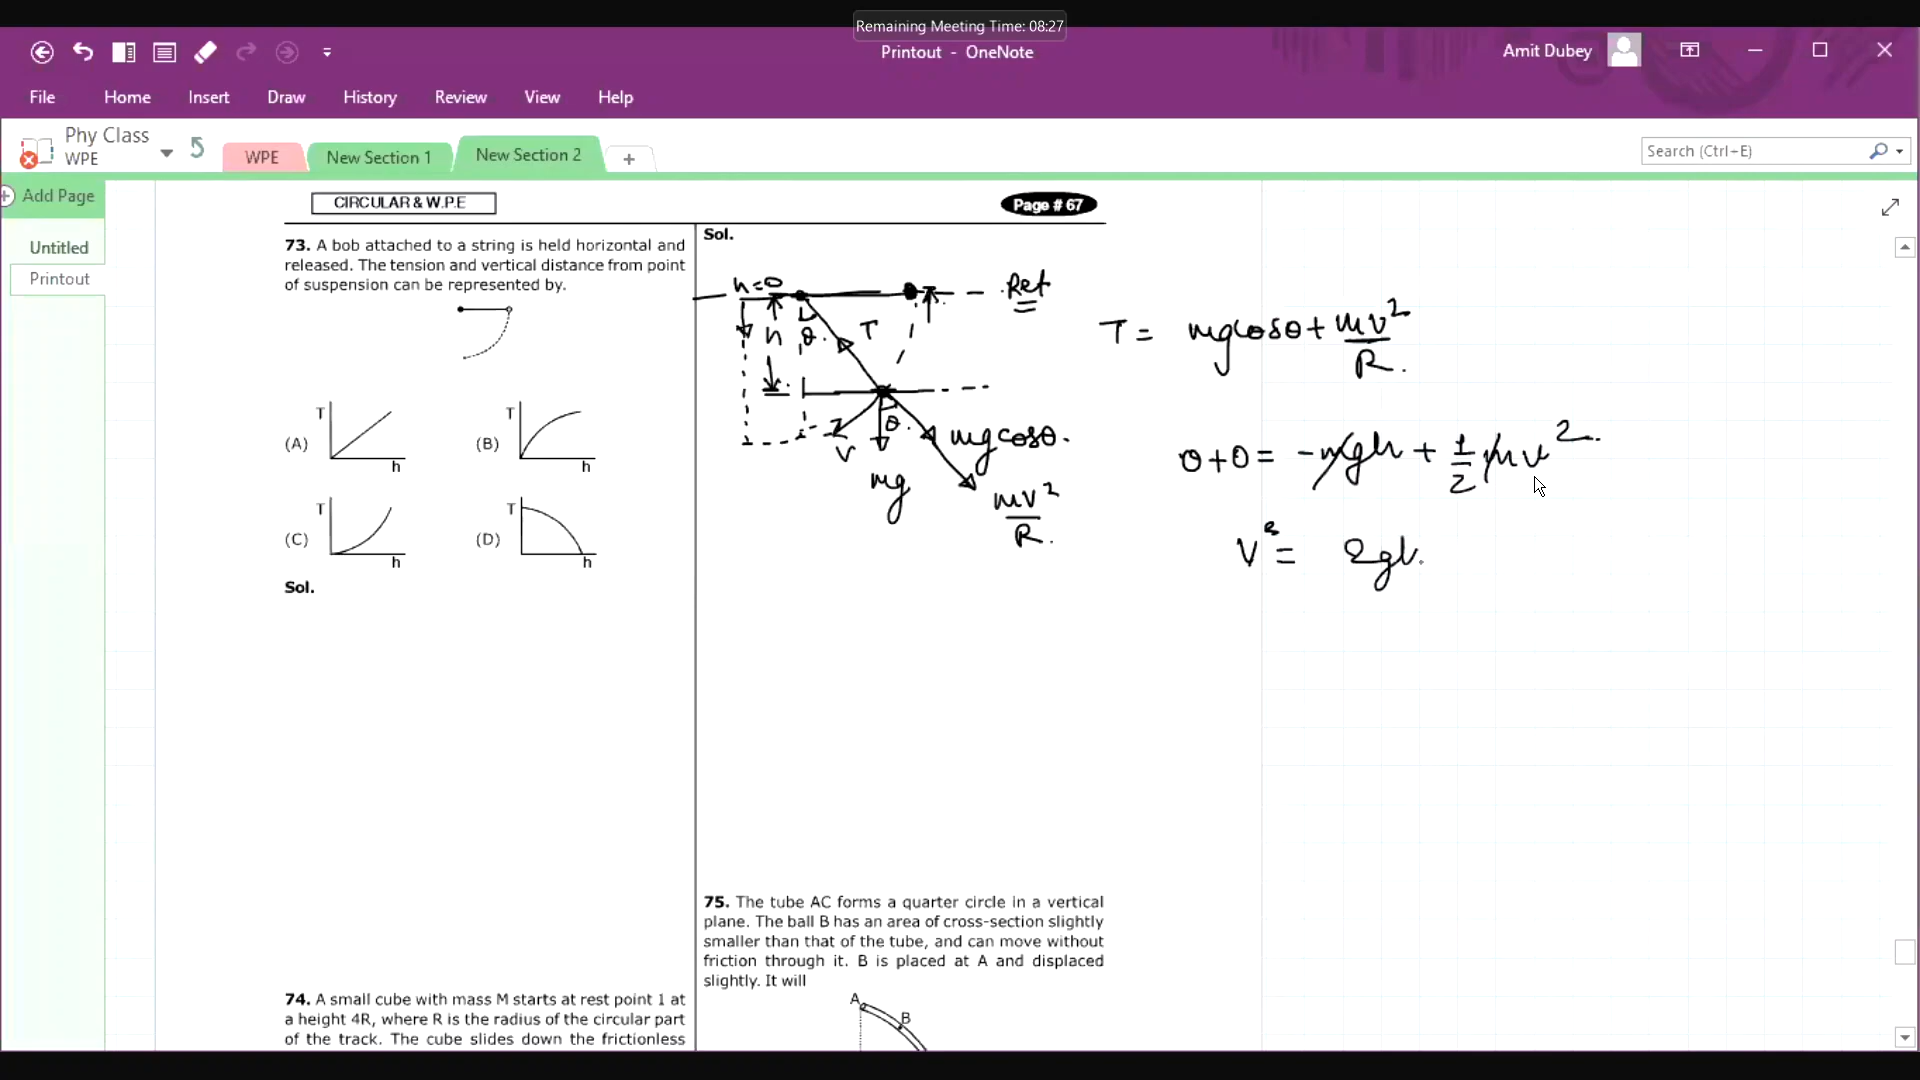 Remaining Meeting Time: 08:27
Printout - OneNote
Amit Dubey
File Home Insert Draw History Review View Help
Phy Class
WPE
WPE
New Section 1
New Section 2
+
Search (Ctrl+E)
Add Page
Untitled
Printout
CIRCULAR & W.P.E
Page # 67
73. A bob attached to a string is held horizontal and
released. The tension and vertical distance from point
of suspension can be represented by.
(A) T h
(B) T h
(C) T h
(D) T h
Sol.
74. A small cube with mass M starts at rest point 1 at
a height 4R, where R is the radius of the circular part
of the track. The cube slides down the frictionless
Sol.
h=0
Ref
h θ. T
θ.
mgcosθ.
v
mg
mv²
R.
T = mgcosθ + mv²
R.
0+0 = -mgh + 1/2 mv²
V² = 2gh.
75. The tube AC forms a quarter circle in a vertical
plane. The ball B has an area of cross-section slightly
smaller than that of the tube, and can move without
friction through it. B is placed at A and displaced
slightly. It will
A
B